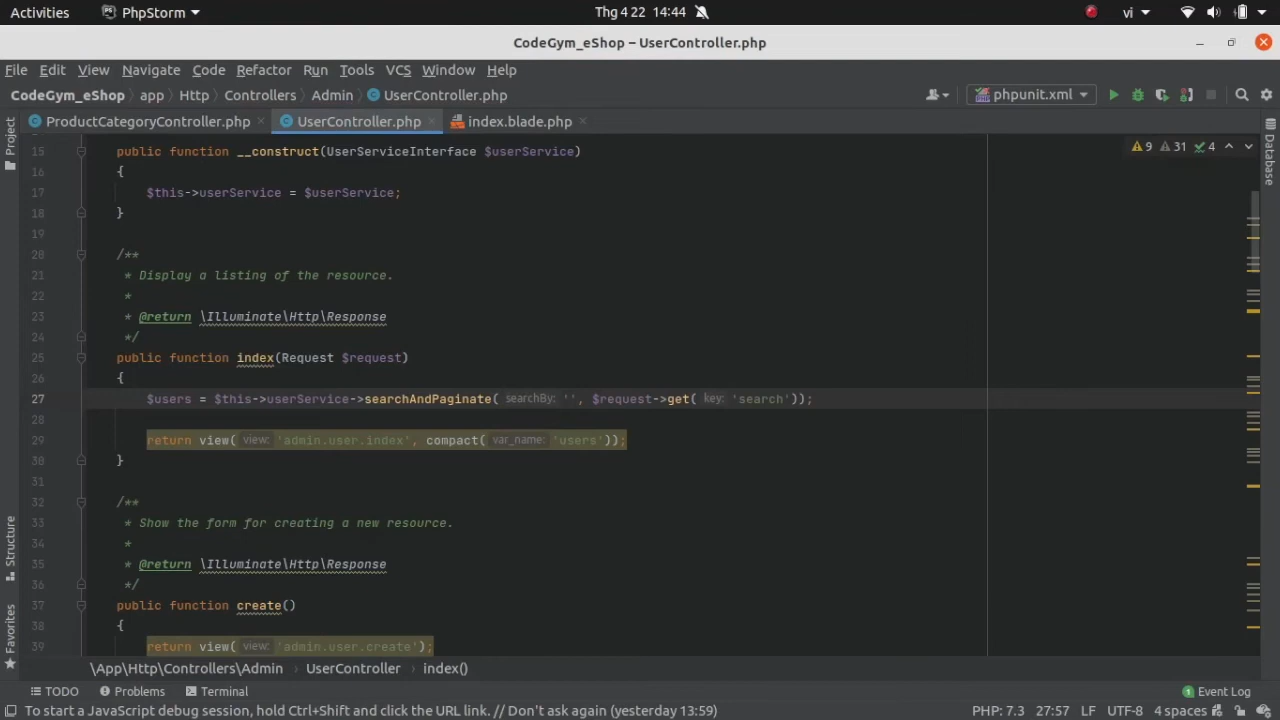 Activities PhpStorm Thg 4 22 14:44 vi
CodeGym_eShop – UserController.php
File Edit View Navigate Code Refactor Run Tools VCS Window Help
CodeGym_eShop app Http Controllers Admin UserController.php phpunit.xml
ProductCategoryController.php UserController.php index.blade.php
Project
Database
Structure
Favorites
9 31 4
15 public function __construct(UserServiceInterface $userService)
16 {
17 $this->userService = $userService;
18 }
19
20 /**
21 * Display a listing of the resource.
22 *
23 * @return \Illuminate\Http\Response
24 */
25 public function index(Request $request)
26 {
27 $users = $this->userService->searchAndPaginate( searchBy: '', $request->get( key: 'search'));
28
29 return view( view: 'admin.user.index', compact( var_name: 'users'));
30 }
31
32 /**
33 * Show the form for creating a new resource.
34 *
35 * @return \Illuminate\Http\Response
36 */
37 public function create()
38 {
39 return view( view: 'admin.user.create');
\App\Http\Controllers\Admin UserController index()
TODO Problems Terminal 1 Event Log
To start a JavaScript debug session, hold Ctrl+Shift and click the URL link. // Don't ask again (yesterday 13:59) PHP: 7.3 27:57 LF UTF-8 4 spaces